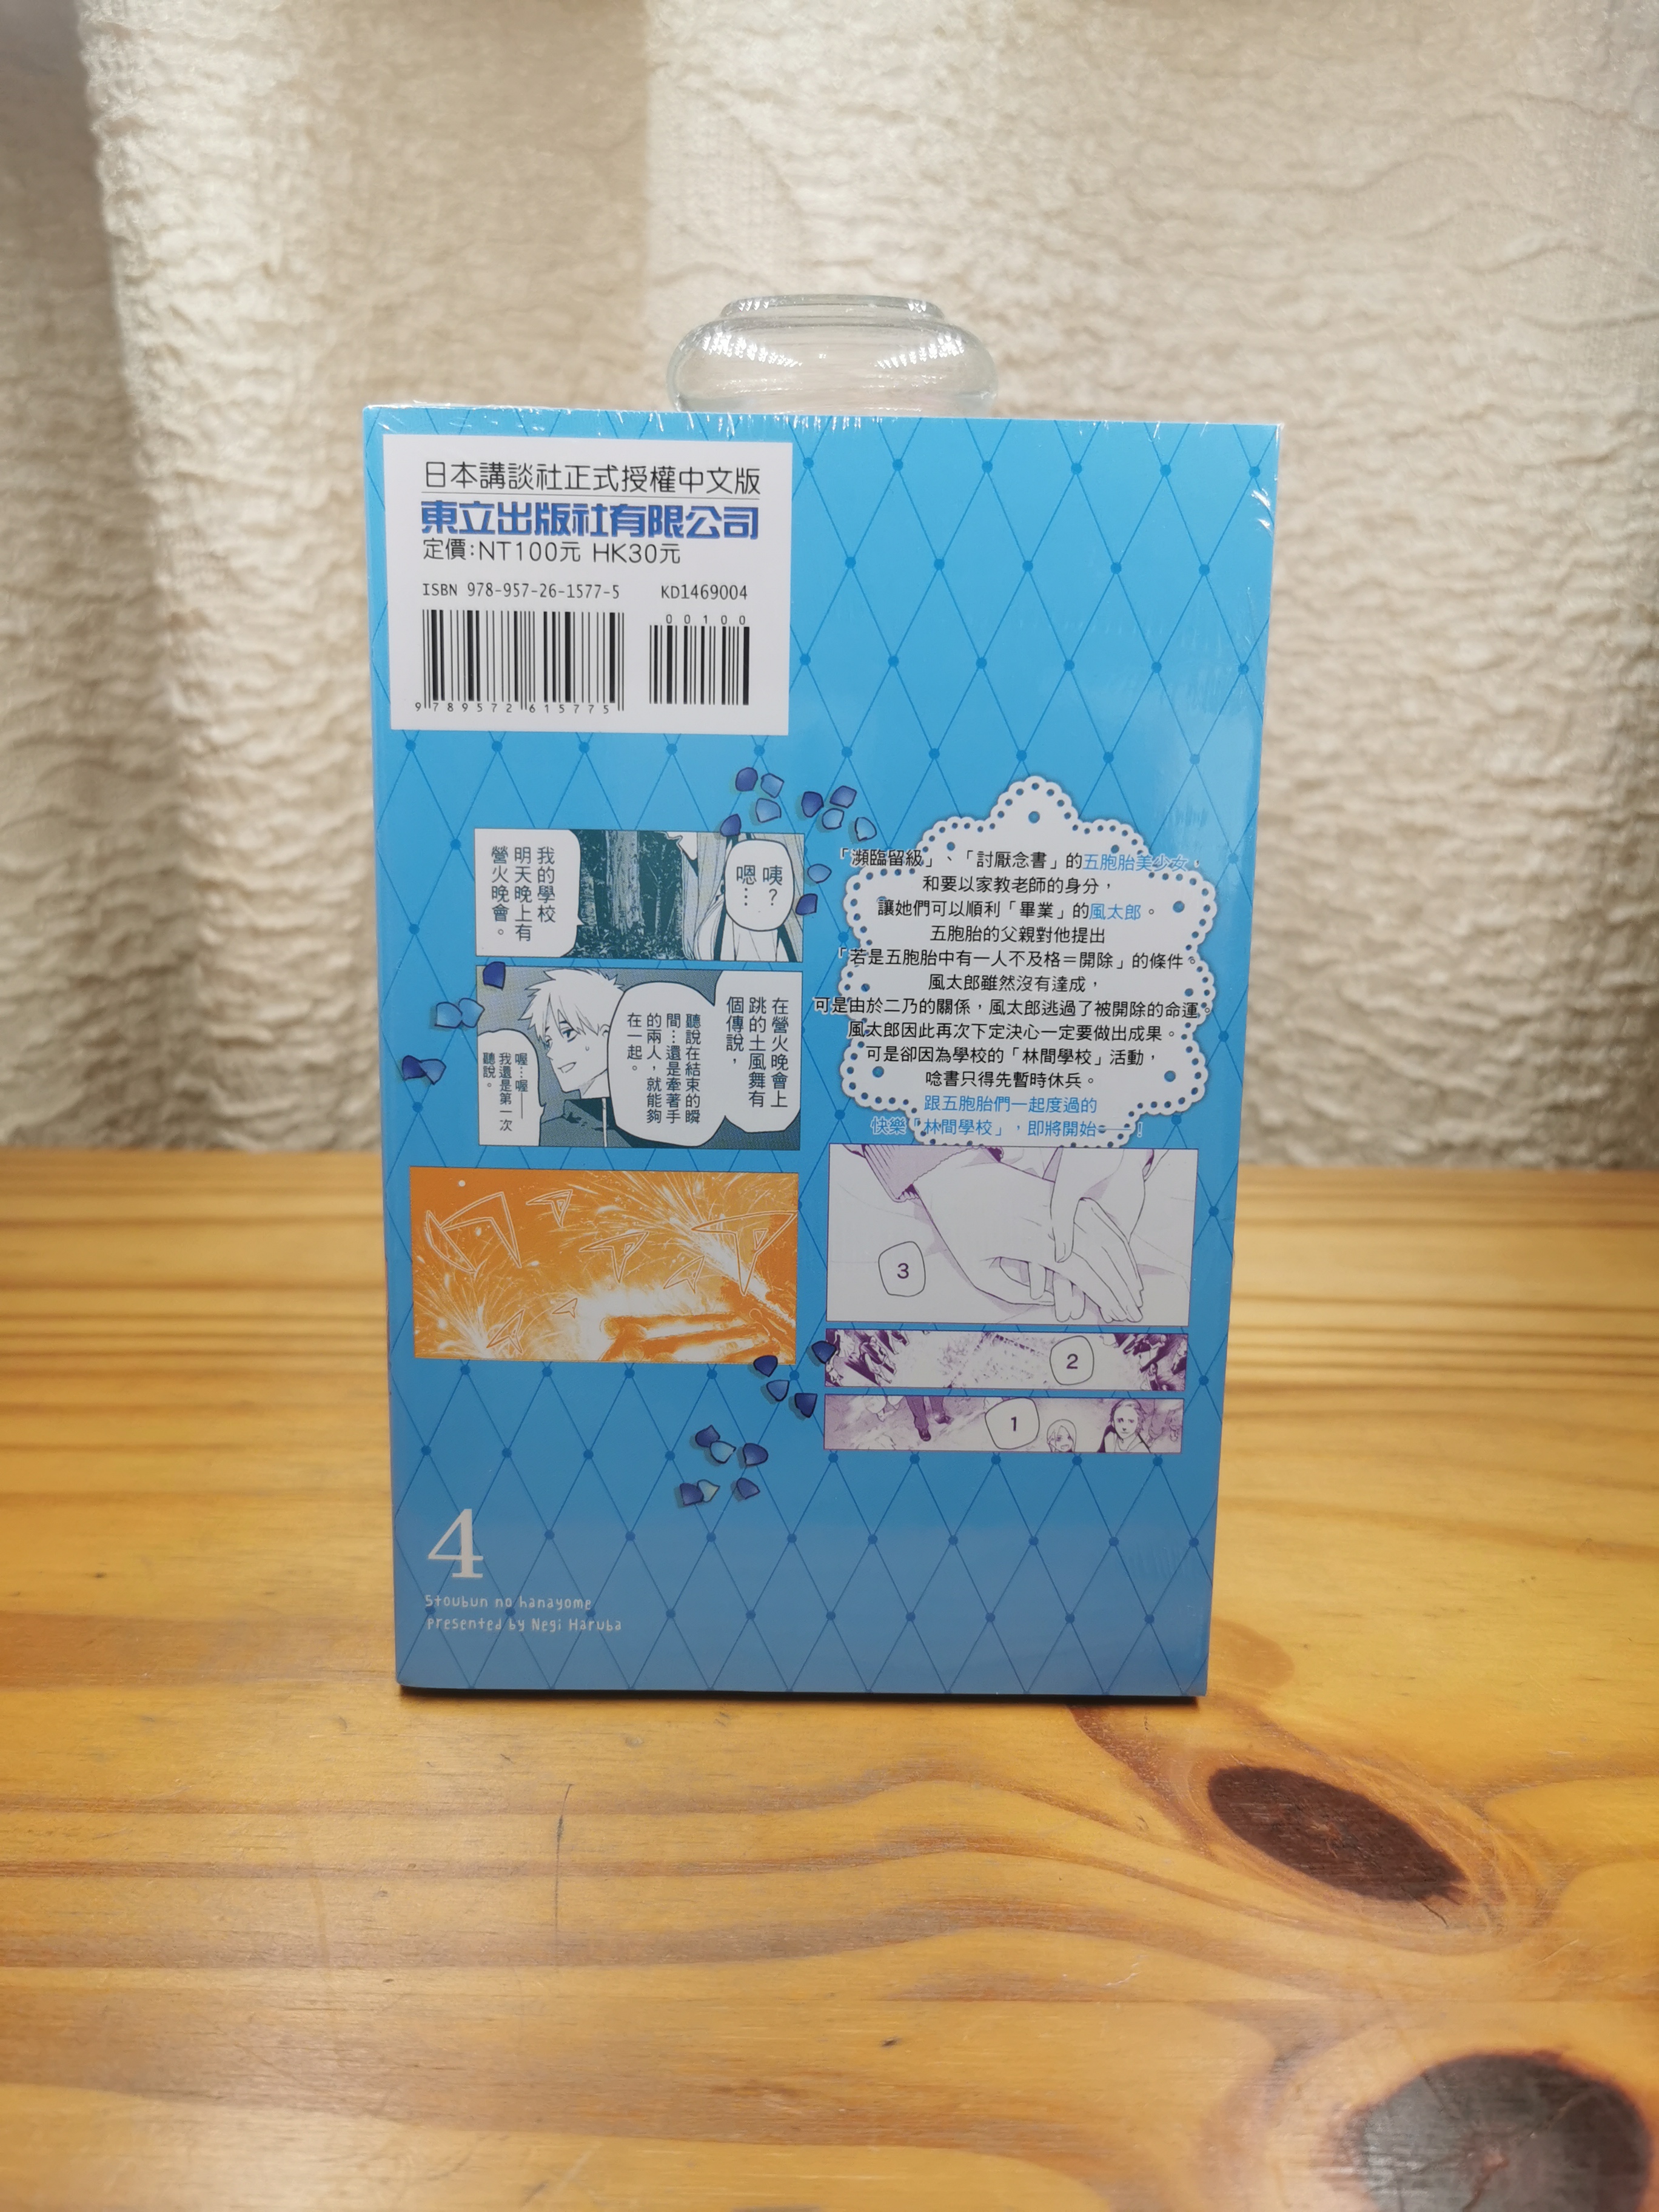 日本講談社正式授權中文版
東立出版社有限公司
定價:NT100元 HK30元
ISBN 978-957-26-1577-5 KD1469004
00100
9789572615775
咦?
嗯…
我的學校
明天晚上有
營火晚會。
在營火晚會上
跳的土風舞有
個傳說,
聽說在結束的瞬
間…還是牽著手
的兩人,就能夠
在一起。
喔…喔——
我還是第一次
聽說。
「瀕臨留級」、「討厭念書」的五胞胎美少女,
和要以家教老師的身分,
讓她們可以順利「畢業」的風太郎。
五胞胎的父親對他提出
「若是五胞胎中有一人不及格=開除」的條件。
風太郎雖然沒有達成,
可是由於二乃的關係,風太郎逃過了被開除的命運。
風太郎因此再次下定決心一定要做出成果。
可是卻因為學校的「林間學校」活動,
唸書只得先暫時休兵。
跟五胞胎們一起度過的
快樂「林間學校」,即將開始——!
3
2
1
4
5toubun no hanayome
presented by Negi Haruba